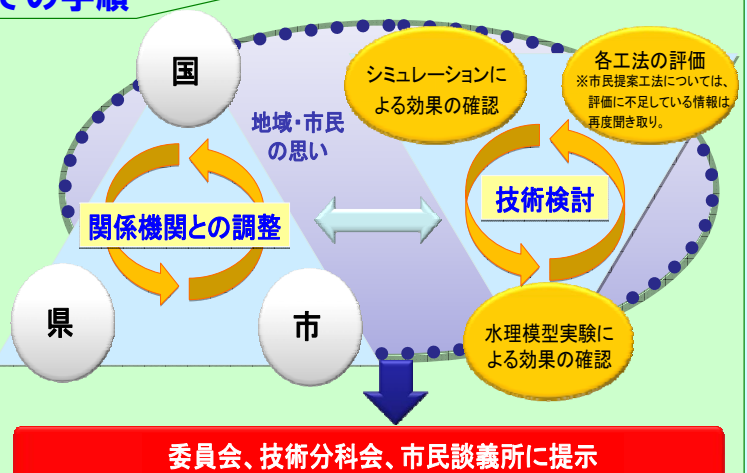 での手順
国
地域・市民
の思い
関係機関との調整
県
市
シミュレーションに
よる効果の確認
各工法の評価
※市民提案工法については、
評価に不足している情報は
再度聞き取り。
技術検討
水理模型実験に
よる効果の確認
委員会、技術分科会、市民談義所に提示